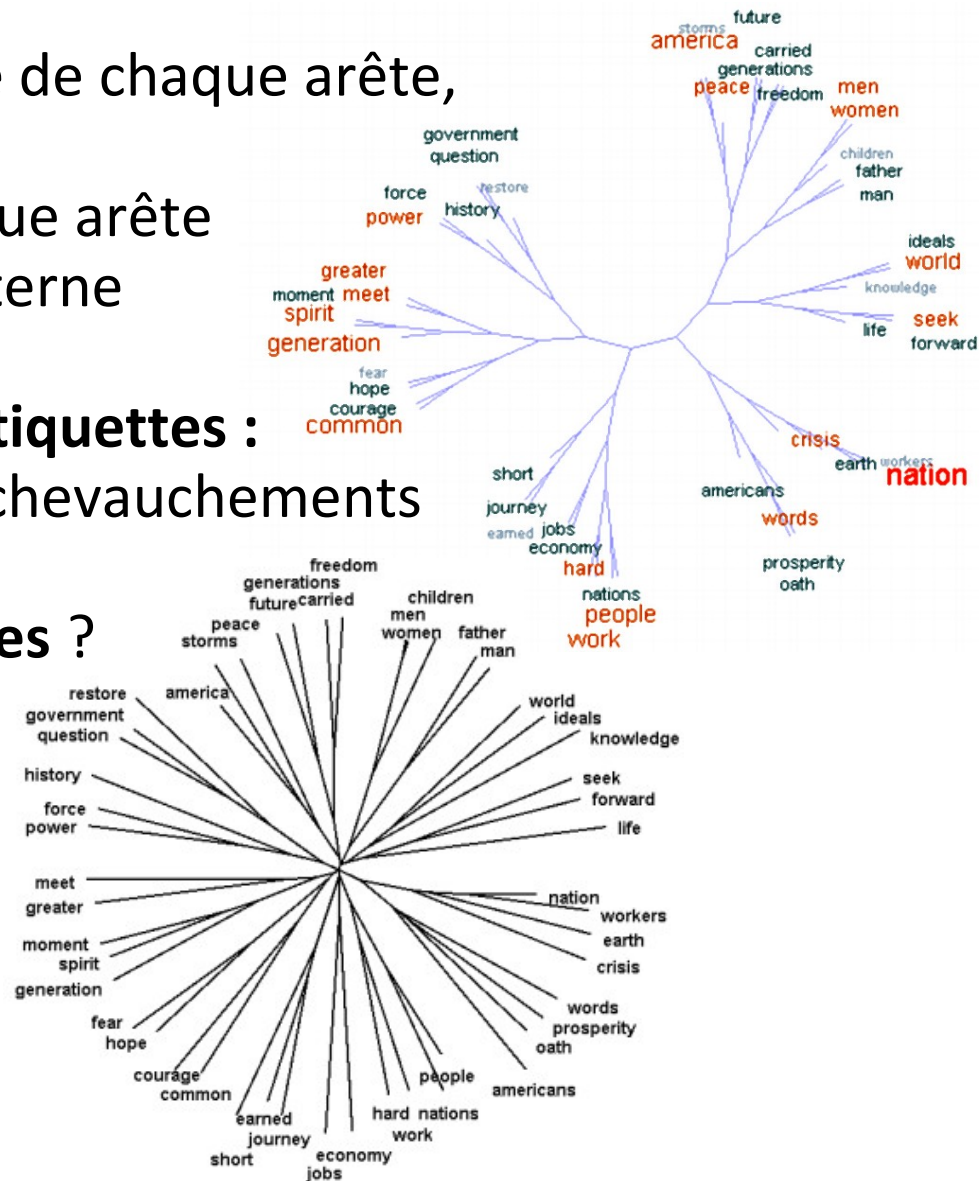 de chaque arête,
ue arête
terne
tiquettes :
chevauchements
es ?
future
storms
america
carried
generations
peace
freedom
men
women
children
father
man
ideals
world
knowledge
seek
life
forward
crisis
earth workers
nation
americans
words
prosperity
oath
government
question
restore
force
power
history
greater
moment meet
spirit
generation
fear
hope
courage
common
short
journey
earned jobs
economy
hard
nations
people
work
freedom
generations
future carried
peace
storms
america
children
men
women
father
man
restore
government
question
history
force
power
meet
greater
moment
spirit
generation
fear
hope
courage
common
earned
journey
short
economy
jobs
people
hard nations
work
americans
world
ideals
knowledge
seek
forward
life
nation
workers
earth
crisis
words
prosperity
oath